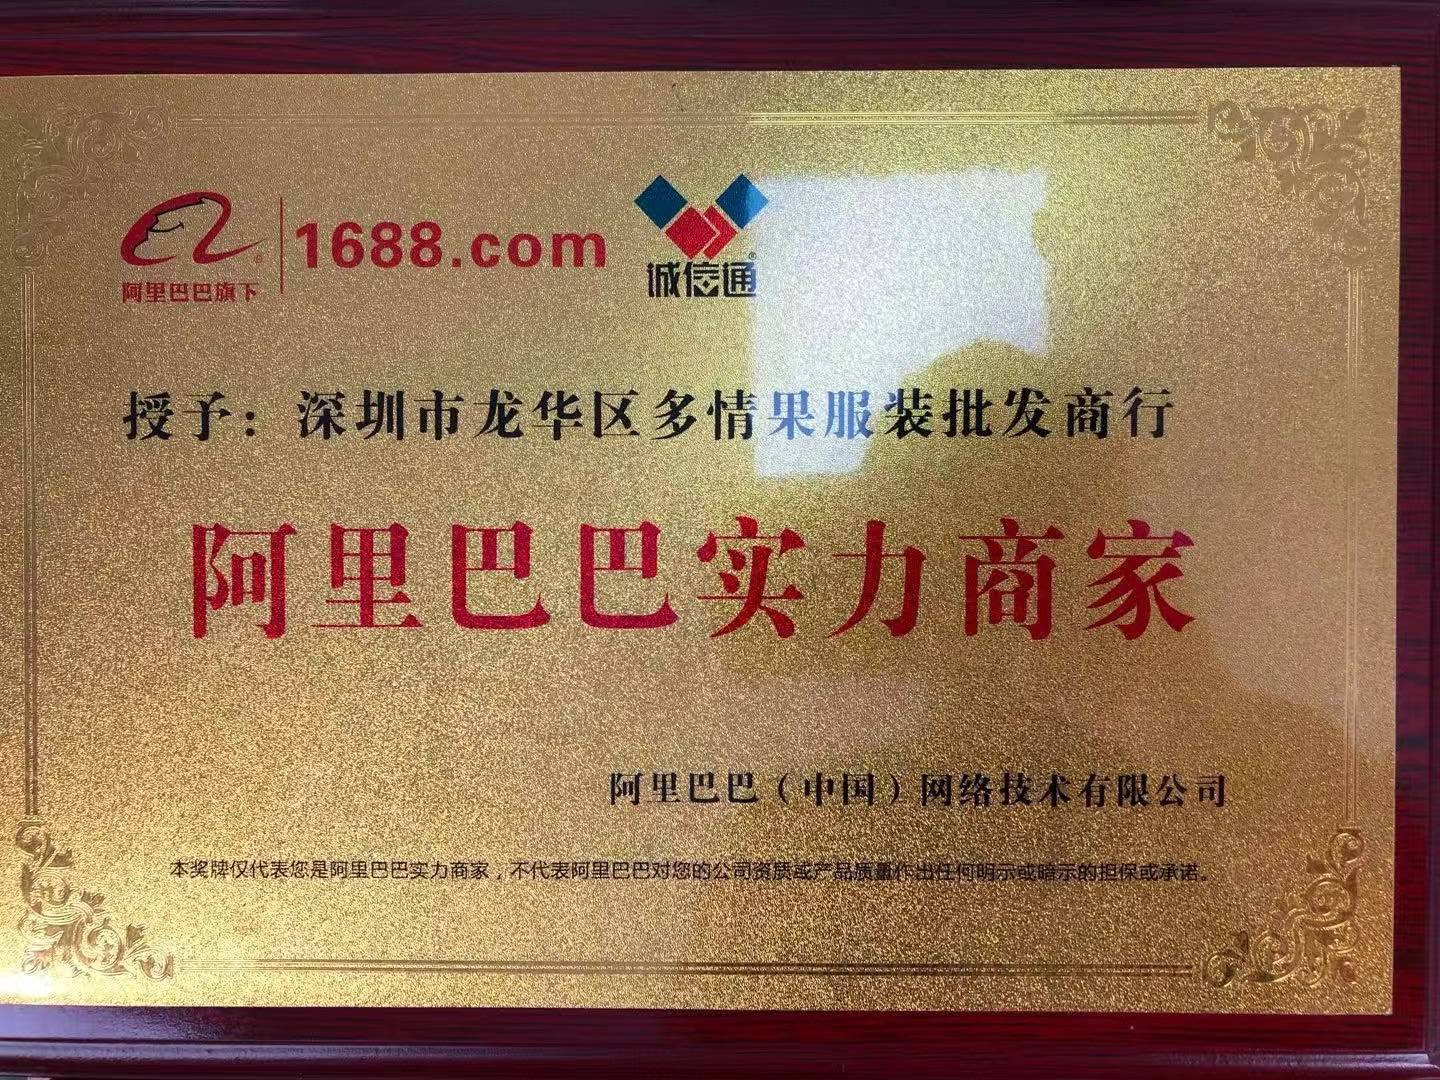 阿里巴巴旗下
1688.com
诚信通
授予：深圳市龙华区多情果服装批发商行
阿里巴巴实力商家
阿里巴巴（中国）网络技术有限公司
本奖牌仅代表您是阿里巴巴实力商家，不代表阿里巴巴对您的公司资质或产品质量作出任何明示或暗示的担保或承诺。